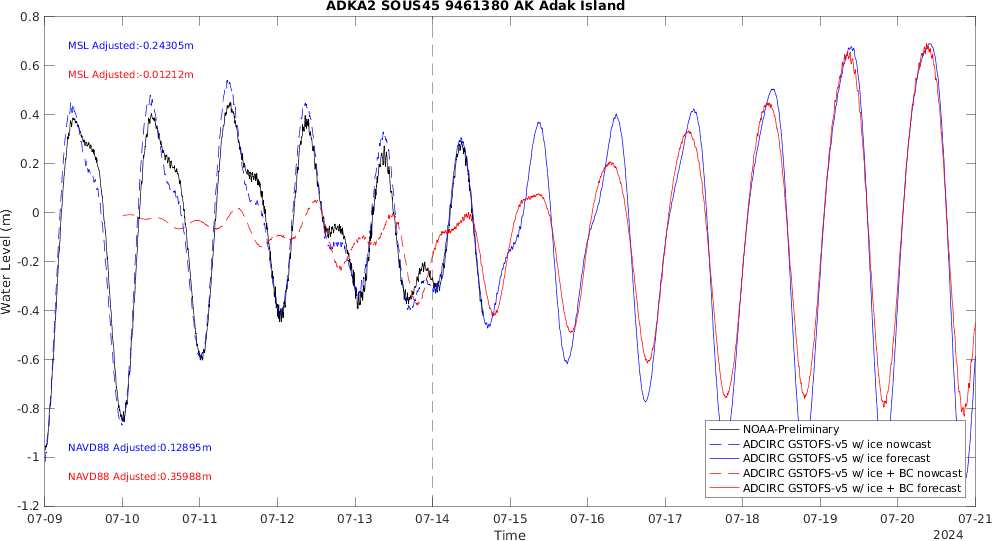 ADKA2 SOUS45 9461380 AK Adak Island
MSL Adjusted:-0.24305m
MSL Adjusted:-0.01212m
NAVD88 Adjusted:0.12895m
NAVD88 Adjusted:0.35988m
Water Level (m)
0.8
0.6
0.4
0.2
0
-0.2
-0.4
-0.6
-0.8
-1
-1.2
NOAA-Preliminary
ADCIRC GSTOFS-v5 w/ ice nowcast
ADCIRC GSTOFS-v5 w/ ice forecast
ADCIRC GSTOFS-v5 w/ ice + BC nowcast
ADCIRC GSTOFS-v5 w/ ice + BC forecast
07-09 07-10 07-11 07-12 07-13 07-14 07-15 07-16 07-17 07-18 07-19 07-20 07-21
Time
2024